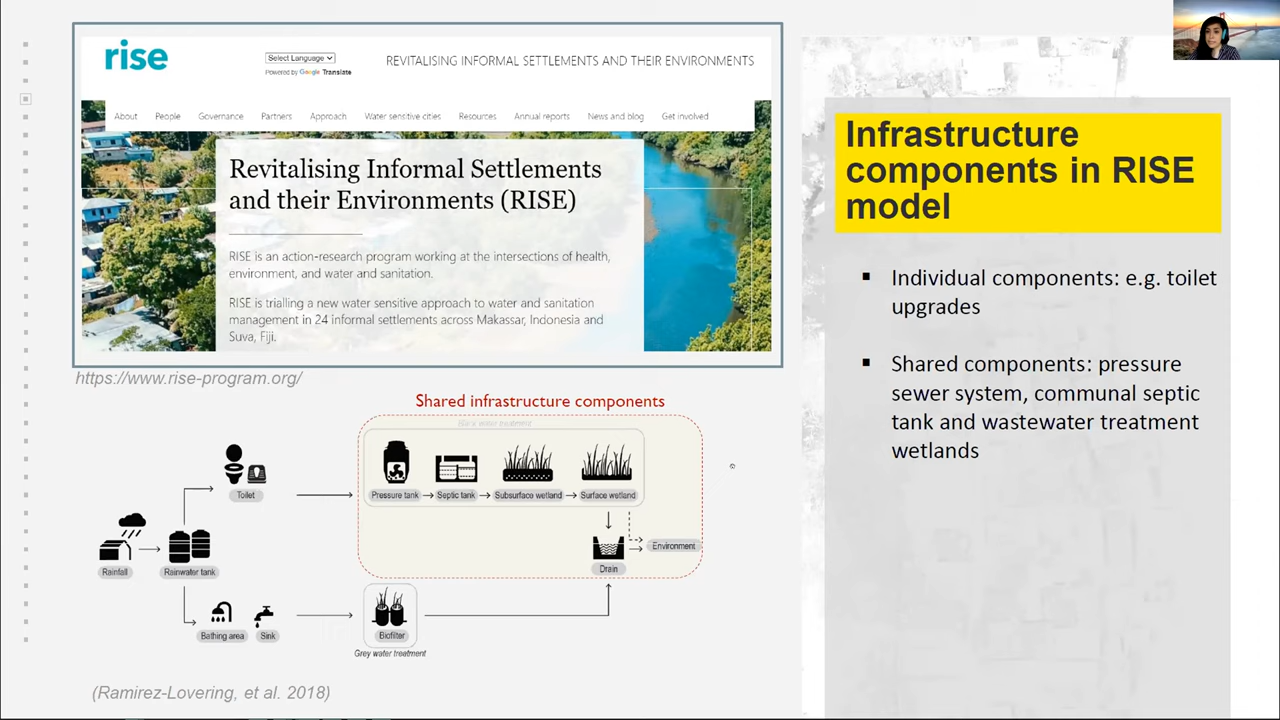 rise
Select Language
Powered by Google Translate
REVITALISING INFORMAL SETTLEMENTS AND THEIR ENVIRONMENTS
About People Governance Partners Approach Water sensitive cities Resources Annual reports News and blog Get involved
Revitalising Informal Settlements
and their Environments (RISE)
RISE is an action-research program working at the intersections of health,
environment, and water and sanitation.
RISE is trialling a new water sensitive approach to water and sanitation
management in 24 informal settlements across Makassar, Indonesia and
Suva, Fiji.
https://www.rise-program.org/
Infrastructure
components in RISE
model
Individual components: e.g. toilet
upgrades
Shared components: pressure
sewer system, communal septic
tank and wastewater treatment
wetlands
Shared infrastructure components
Black water treatment
Toilet
Pressure tank
Septic tank
Subsurface wetland
Surface wetland
Rainfall
Rainwater tank
Drain
Environment
Bathing area
Sink
Biofilter
Grey water treatment
(Ramirez-Lovering, et al. 2018)